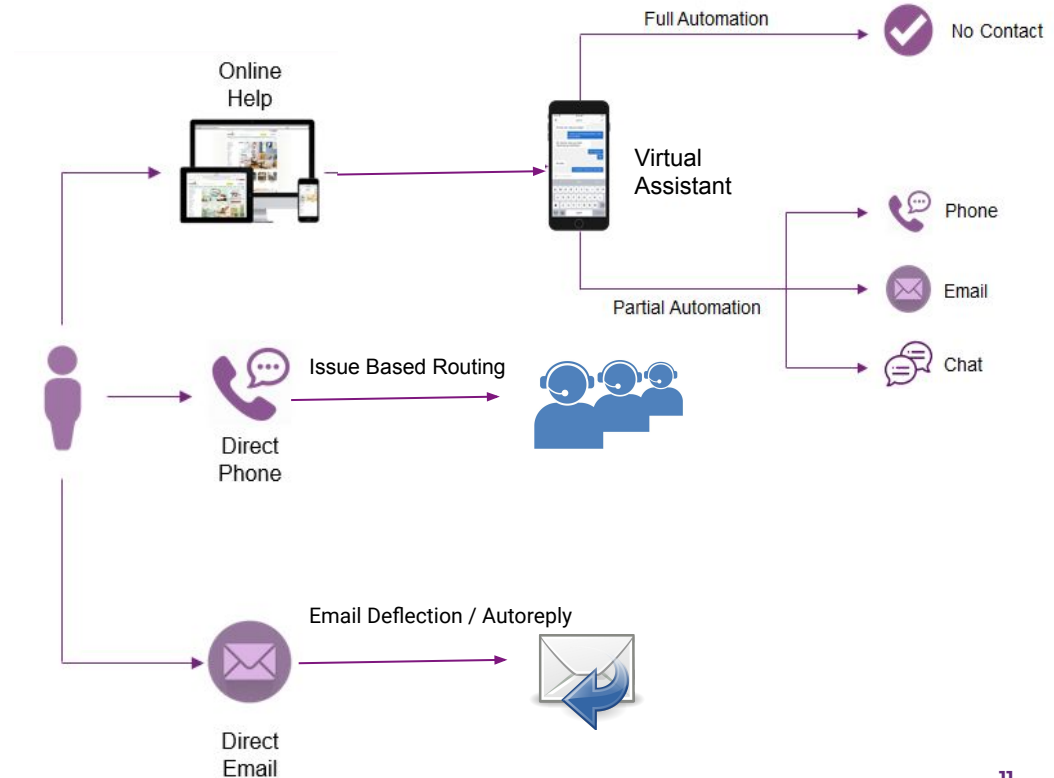 Full Automation
No Contact
Online
Help
Virtual
Assistant
Phone
Email
Partial Automation
Chat
Issue Based Routing
Direct
Phone
Email Deflection / Autoreply
Direct
Email
11